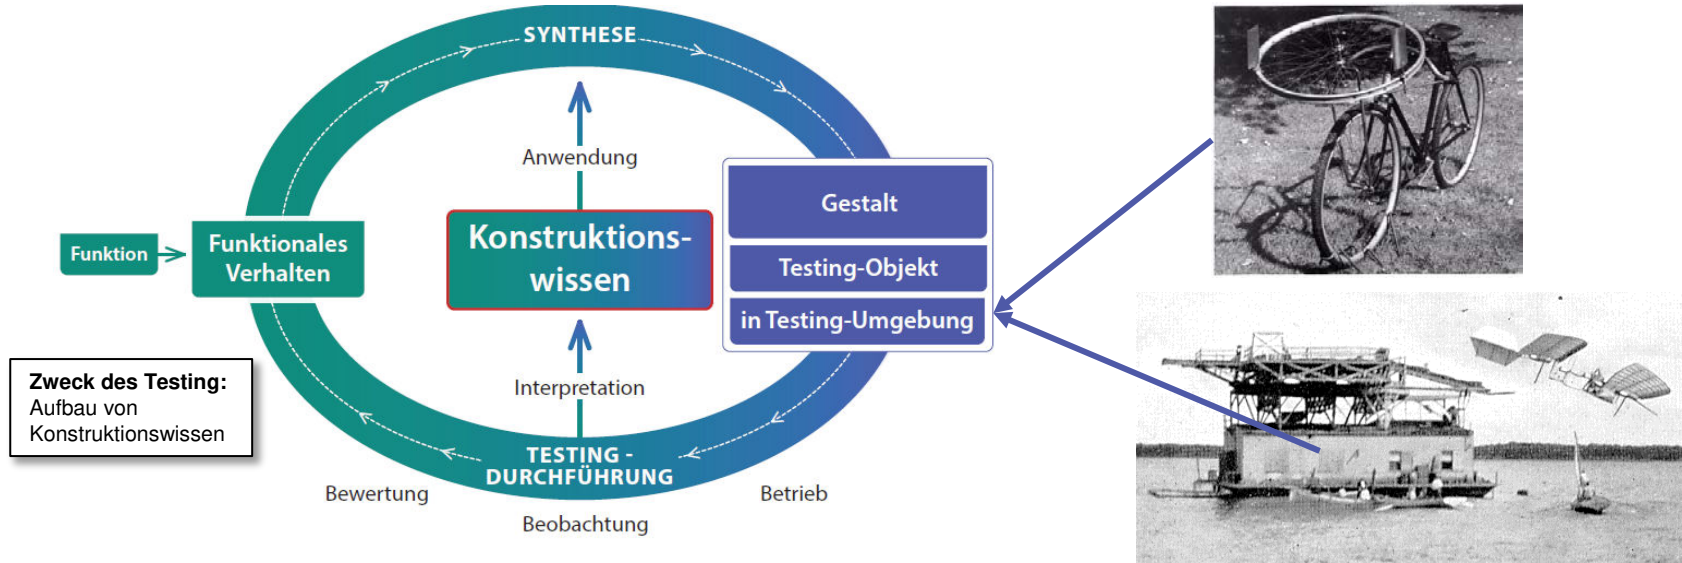 SYNTHESE
Anwendung
Gestalt
Konstruktions-
wissen
Funktion
Funktionales
Verhalten
Testing-Objekt
in Testing-Umgebung
Interpretation
Zweck des Testing:
Aufbau von
Konstruktionswissen
TESTING -
DURCHFÜHRUNG
Bewertung
Betrieb
Beobachtung